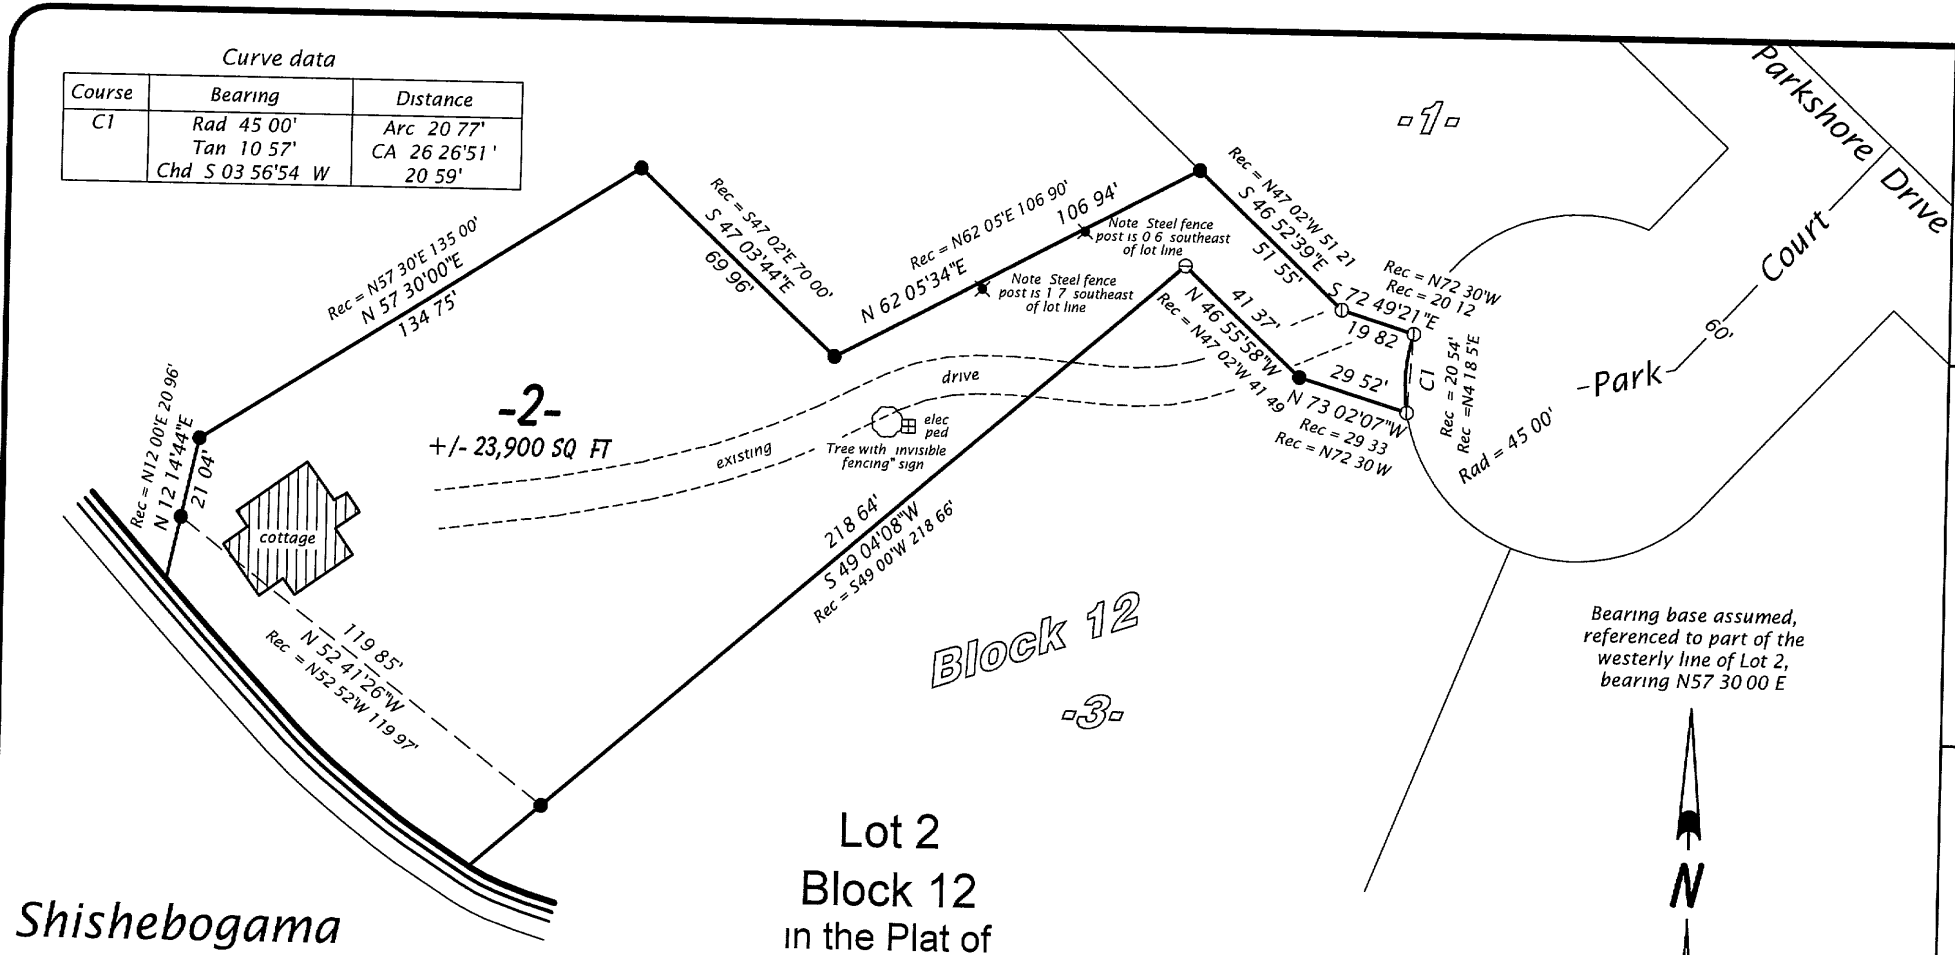 Curve data
Course Bearing Distance
C1 Rad 45 00' Arc 20 77'
Tan 10 57' CA 26 26'51'
Chd S 03 56'54 W 20 59'
-1-
Parkshore
Drive
Court
60'
-Park
Rad = 45 00'
Rec = N57 30'E 135 00'
N 57 30'00"E
134 75'
Rec = S47 02'E 70 00'
S 47 03'44"E
69 96'
Rec = N62 05'E 106 90'
106 94'
N 62 05'34"E
Note Steel fence
post is 0 6 southeast
of lot line
Note Steel fence
post is 1 7 southeast
of lot line
Rec = N47 02'W 51 21
S 46 52'39"E
51 55'
Rec = N72 30'W
Rec = 20 12
S 72 49'21"E
19 82
C1
Rec = 20 54'
Rec =N4 18 5'E
41 37'
N 46 55'58"W
Rec = N47 02'W 41 49
29 52'
N 73 02'07"W
Rec = 29 33
Rec = N72 30 W
Rec = N12 00'E 20 96'
N 12 14'44"E
21 04'
-2-
+/- 23,900 SQ FT
drive
existing
elec
ped
Tree with invisible
fencing" sign
cottage
218 64'
S 49 04'08"W
Rec = S49 00'W 218 66'
119 85'
N 52 41'26"W
Rec = N52 52'W 119 97'
Block 12
-3-
Bearing base assumed,
referenced to part of the
westerly line of Lot 2,
bearing N57 30 00 E
N
Lot 2
Block 12
in the Plat of
Shishebogama